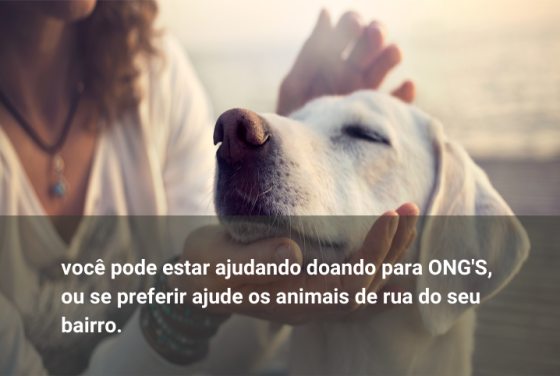 você pode estar ajudando doando para ONG'S,
ou se preferir ajude os animais de rua do seu
bairro.